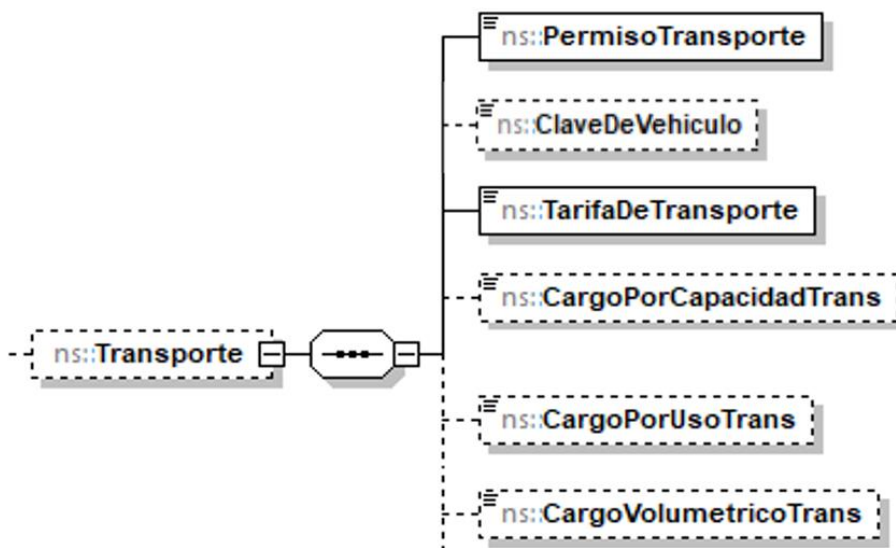 ns::PermisoTransporte
ns::ClaveDeVehiculo
ns::TarifaDeTransporte
ns::CargoPorCapacidadTrans
ns::Transporte
ns::CargoPorUsoTrans
ns::CargoVolumetricoTrans